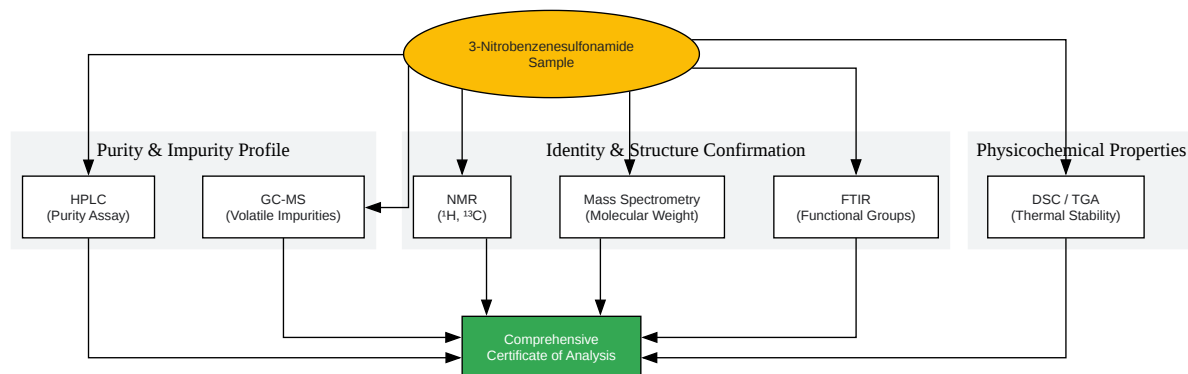 3-Nitrobenzenesulfonamide
Sample
Purity & Impurity Profile
Identity & Structure Confirmation
Physicochemical Properties
HPLC
(Purity Assay)
GC-MS
(Volatile Impurities)
NMR
(¹H, ¹³C)
Mass Spectrometry
(Molecular Weight)
FTIR
(Functional Groups)
DSC / TGA
(Thermal Stability)
Comprehensive
Certificate of Analysis